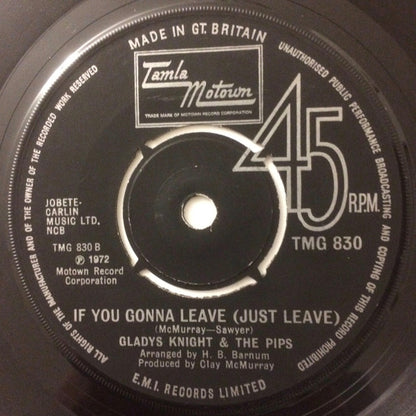 MADE IN GT. BRITAIN
UNAUTHORISED PUBLIC PERFORMANCE BROADCASTING AND COPYING OF THIS RECORD PROHIBITED
ALL RIGHTS OF THE MANUFACTURER AND OF THE OWNER OF THE RECORDED WORK RESERVED
Tamla
Motown
TRADE MARK OF MOTOWN RECORD CORPORATION
45
R.P.M.
JOBETE-
CARLIN
MUSIC LTD.
NCB
TMG 830 B
TMG 830
℗ 1972
Motown Record
Corporation
IF YOU GONNA LEAVE (JUST LEAVE)
(McMurray—Sawyer)
GLADYS KNIGHT & THE PIPS
Arranged by H. B. Barnum
Produced by Clay McMurray
E.M.I. RECORDS LIMITED